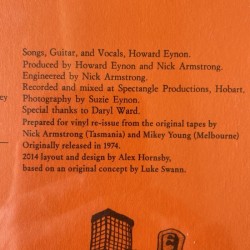 Songs, Guitar, and Vocals, Howard Eynon.
Produced by Howard Eynon and Nick Armstrong.
Engineered by Nick Armstrong.
Recorded and mixed at Spectangle Productions, Hobart.
Photography by Suzie Eynon.
Special thanks to Daryl Ward.
Prepared for vinyl re-issue from the original tapes by
Nick Armstrong (Tasmania) and Mikey Young (Melbourne)
Originally released in 1974.
2014 layout and design by Alex Hornsby,
based on an original concept by Luke Swann.